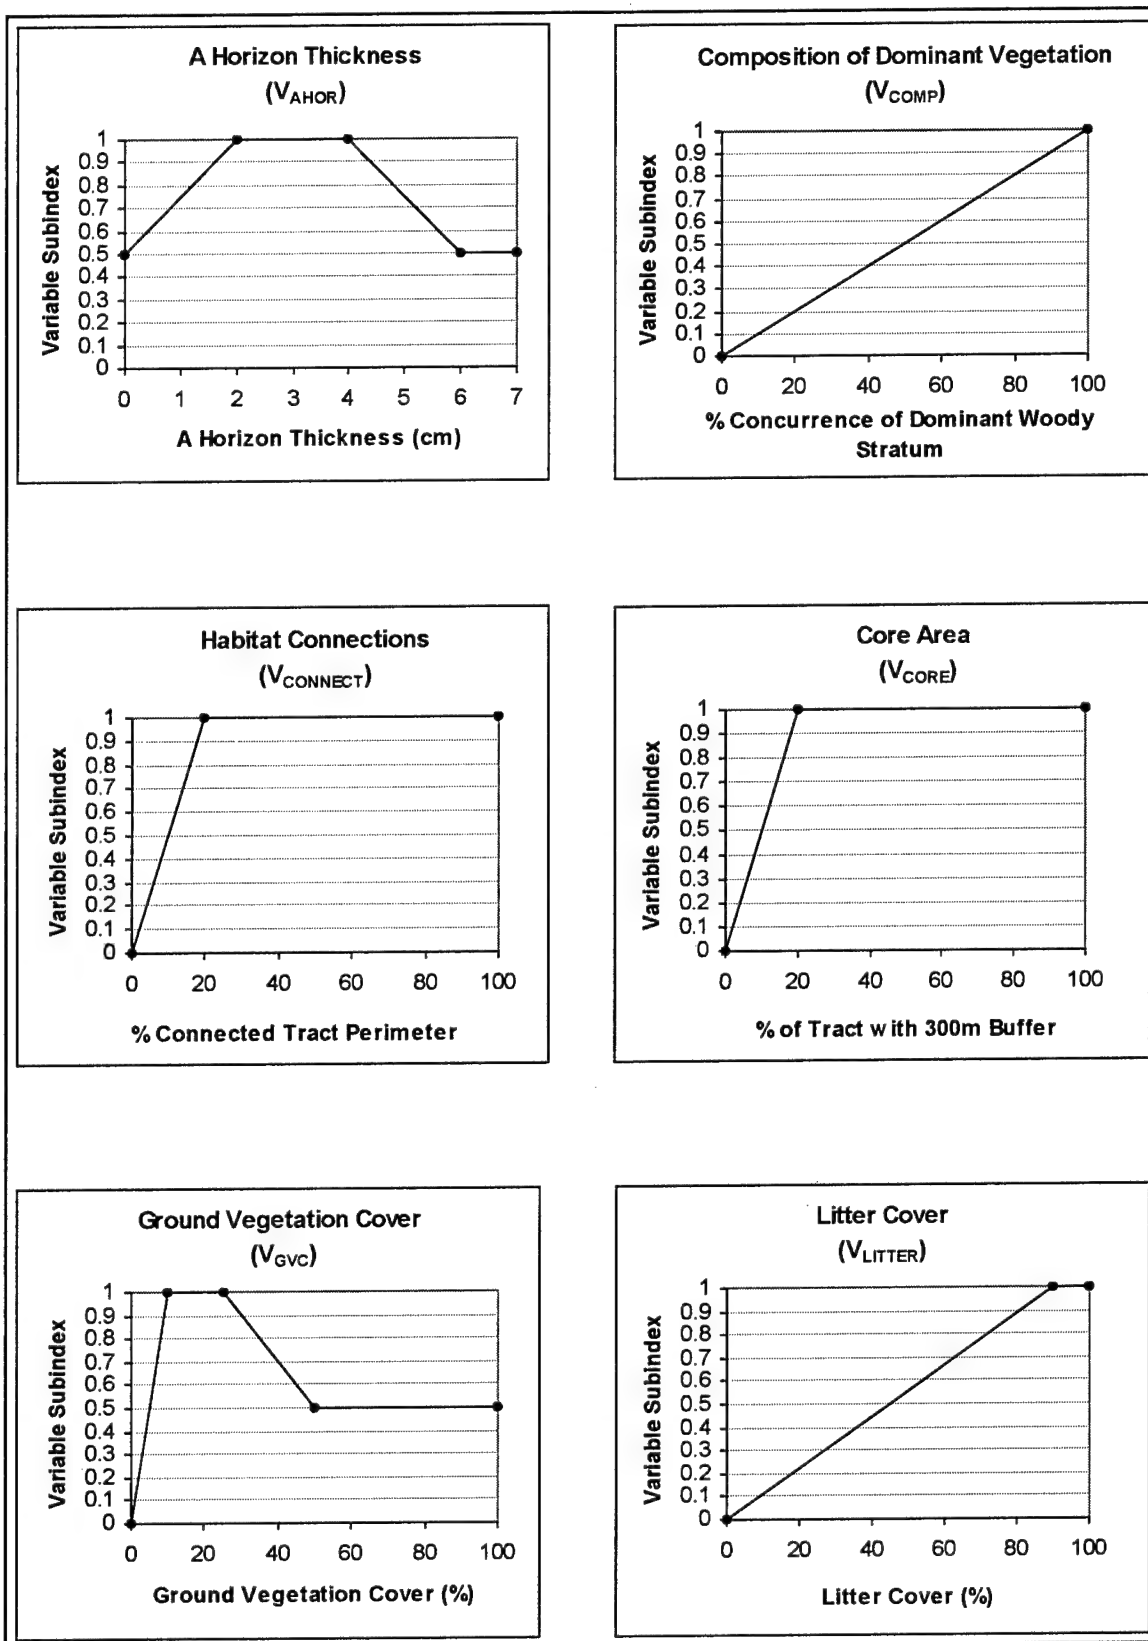 A Horizon Thickness
(VAHOR)
Variable Subindex
1
0.9
0.8
0.7
0.6
0.5
0.4
0.3
0.2
0.1
0
0 1 2 3 4 5 6 7
A Horizon Thickness (cm)
Composition of Dominant Vegetation
(VCOMP)
Variable Subindex
1
0.9
0.8
0.7
0.6
0.5
0.4
0.3
0.2
0.1
0
0 20 40 60 80 100
% Concurrence of Dominant Woody
Stratum
Habitat Connections
(VCONNECT)
Variable Subindex
1
0.9
0.8
0.7
0.6
0.5
0.4
0.3
0.2
0.1
0
0 20 40 60 80 100
% Connected Tract Perimeter
Core Area
(VCORE)
Variable Subindex
1
0.9
0.8
0.7
0.6
0.5
0.4
0.3
0.2
0.1
0
0 20 40 60 80 100
% of Tract with 300m Buffer
Ground Vegetation Cover
(VGVC)
Variable Subindex
1
0.9
0.8
0.7
0.6
0.5
0.4
0.3
0.2
0.1
0
0 20 40 60 80 100
Ground Vegetation Cover (%)
Litter Cover
(VLITTER)
Variable Subindex
1
0.9
0.8
0.7
0.6
0.5
0.4
0.3
0.2
0.1
0
0 20 40 60 80 100
Litter Cover (%)